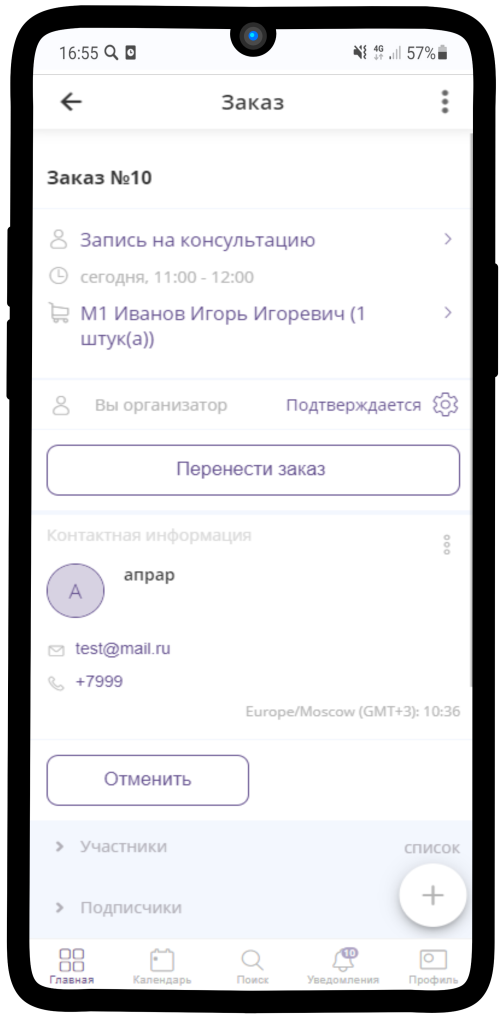 16:55 4G 57%
Заказ
Заказ №10
Запись на консультацию
сегодня, 11:00 - 12:00
М1 Иванов Игорь Игоревич (1
штук(а))
Вы организатор Подтверждается
Перенести заказ
Контактная информация
А
апрар
test@mail.ru
+7999
Europe/Moscow (GMT+3): 10:36
Отменить
Участники список
Подписчики
10
Главная Календарь Поиск Уведомления Профиль